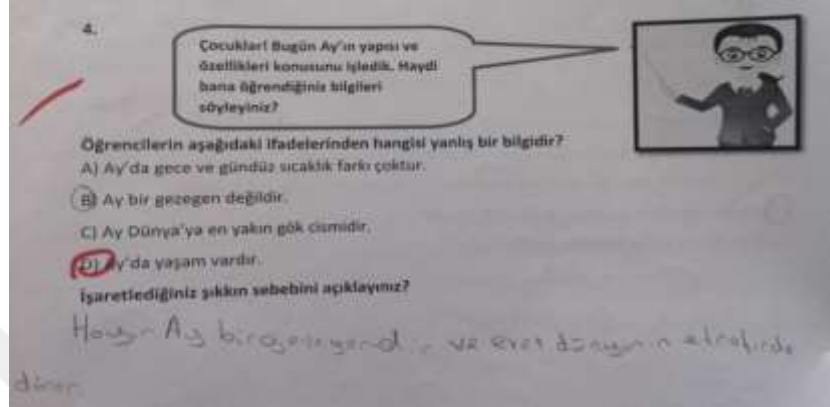 4.
Çocuklar! Bugün Ay'ın yapısı ve
özellikleri konusunu işledik. Haydi
bana öğrendiğiniz bilgileri
söyleyiniz?
Öğrencilerin aşağıdaki ifadelerinden hangisi yanlış bir bilgidir?
A) Ay'da gece ve gündüz sıcaklık farkı çoktur.
B) Ay bir gezegen değildir.
C) Ay Dünya'ya en yakın gök cismidir.
D) Ay'da yaşam vardır.
İşaretlediğiniz şıkkın sebebini açıklayınız?
Hayır Ay bir gezegendir ve evet dünyanın etrafında
döner.